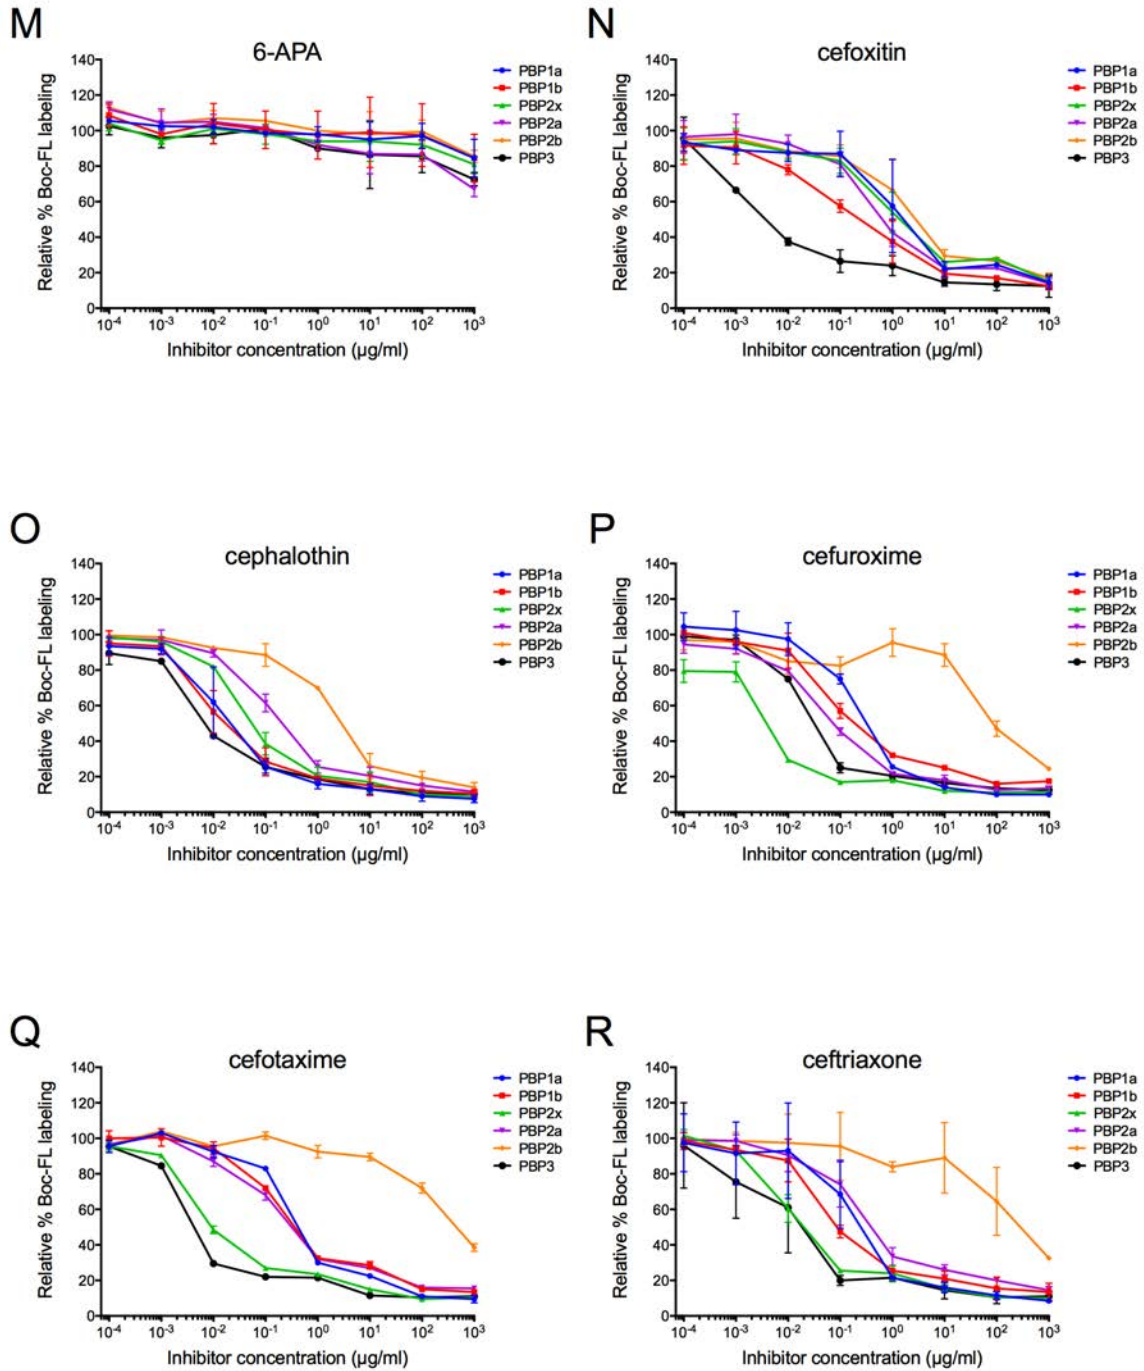 M
6-APA
Relative % Boc-FL labeling
140
120
100
80
60
40
20
0
10⁻⁴ 10⁻³ 10⁻² 10⁻¹ 10⁰ 10¹ 10² 10³
Inhibitor concentration (µg/ml)
PBP1a
PBP1b
PBP2x
PBP2a
PBP2b
PBP3
N
cefoxitin
Relative % Boc-FL labeling
140
120
100
80
60
40
20
0
10⁻⁴ 10⁻³ 10⁻² 10⁻¹ 10⁰ 10¹ 10² 10³
Inhibitor concentration (µg/ml)
PBP1a
PBP1b
PBP2x
PBP2a
PBP2b
PBP3
O
cephalothin
Relative % Boc-FL labeling
140
120
100
80
60
40
20
0
10⁻⁴ 10⁻³ 10⁻² 10⁻¹ 10⁰ 10¹ 10² 10³
Inhibitor concentration (µg/ml)
PBP1a
PBP1b
PBP2x
PBP2a
PBP2b
PBP3
P
cefuroxime
Relative % Boc-FL labeling
140
120
100
80
60
40
20
0
10⁻⁴ 10⁻³ 10⁻² 10⁻¹ 10⁰ 10¹ 10² 10³
Inhibitor concentration (µg/ml)
PBP1a
PBP1b
PBP2x
PBP2a
PBP2b
PBP3
Q
cefotaxime
Relative % Boc-FL labeling
140
120
100
80
60
40
20
0
10⁻⁴ 10⁻³ 10⁻² 10⁻¹ 10⁰ 10¹ 10² 10³
Inhibitor concentration (µg/ml)
PBP1a
PBP1b
PBP2x
PBP2a
PBP2b
PBP3
R
ceftriaxone
Relative % Boc-FL labeling
140
120
100
80
60
40
20
0
10⁻⁴ 10⁻³ 10⁻² 10⁻¹ 10⁰ 10¹ 10² 10³
Inhibitor concentration (µg/ml)
PBP1a
PBP1b
PBP2x
PBP2a
PBP2b
PBP3